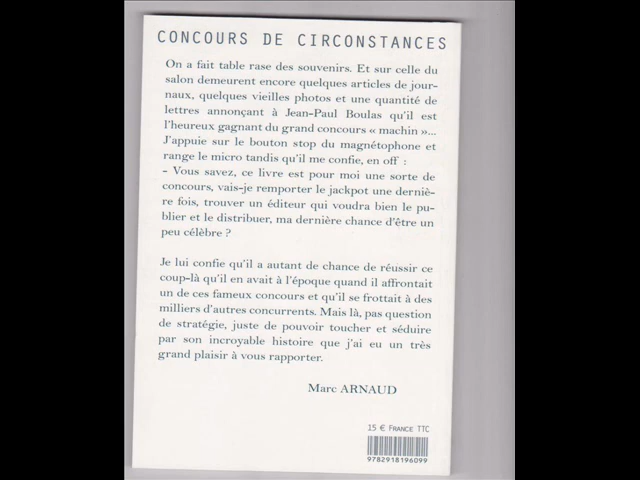 CONCOURS DE CIRCONSTANCES
On a fait table rase des souvenirs. Et sur celle du
salon demeurent encore quelques articles de jour-
naux, quelques vieilles photos et une quantité de
lettres annonçant à Jean-Paul Boulas qu'il est
l'heureux gagnant du grand concours « machin »...
J'appuie sur le bouton stop du magnétophone et
range le micro tandis qu'il me confie, en off :
- Vous savez, ce livre est pour moi une sorte de
concours, vais-je remporter le jackpot une derniè-
re fois, trouver un éditeur qui voudra bien le pu-
blier et le distribuer, ma dernière chance d'être un
peu célèbre ?
Je lui confie qu'il a autant de chance de réussir ce
coup-là qu'il en avait à l'époque quand il affrontait
un de ces fameux concours et qu'il se frottait à des
milliers d'autres concurrents. Mais là, pas question
de stratégie, juste de pouvoir toucher et séduire
par son incroyable histoire que j'ai eu un très
grand plaisir à vous rapporter.
Marc ARNAUD
15 € France TTC
9782918196099